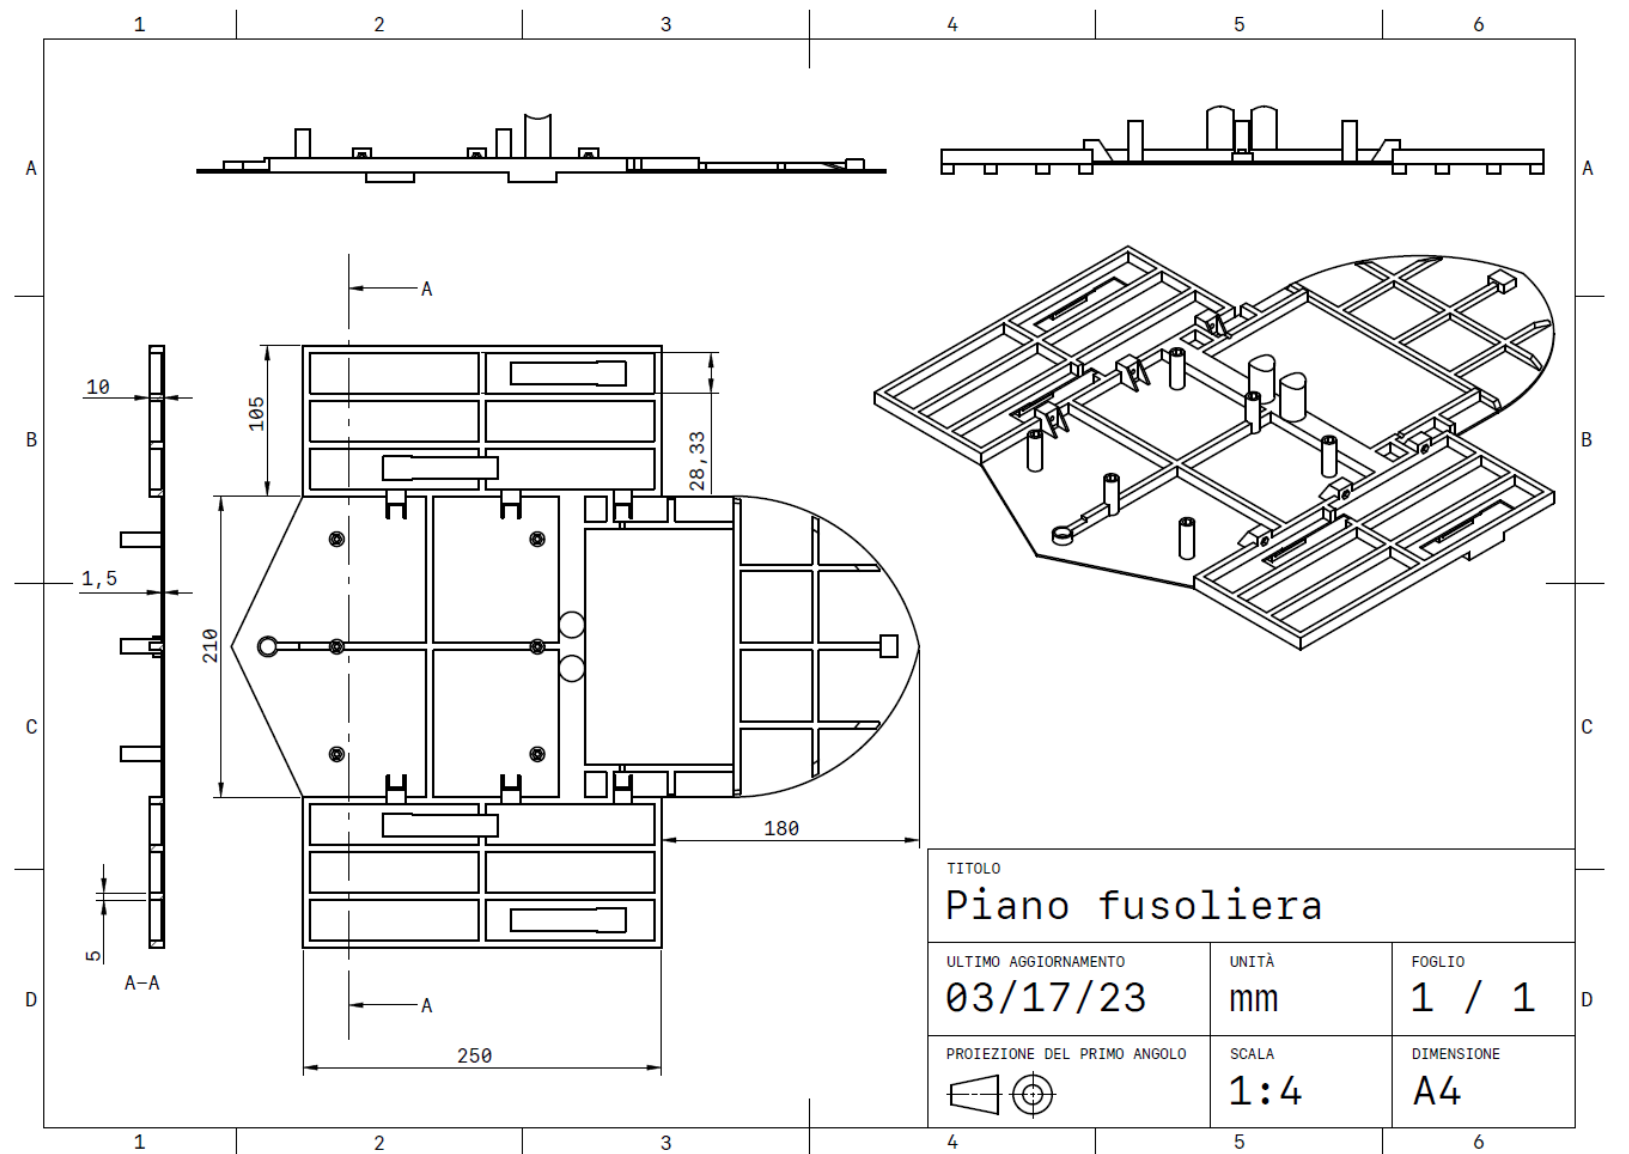 1 2 3 4 5 6
A A
A
10
105
B 28,33 B
1,5
210
C C
180
5
A-A
D A D
250
TITOLO
Piano fusoliera
ULTIMO AGGIORNAMENTO UNITÀ FOGLIO
03/17/23 mm 1 / 1
PROIEZIONE DEL PRIMO ANGOLO SCALA DIMENSIONE
1:4 A4
1 2 3 4 5 6